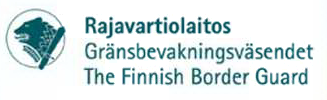 Rajavartiolaitos
Gränsbevakningsväsendet
The Finnish Border Guard